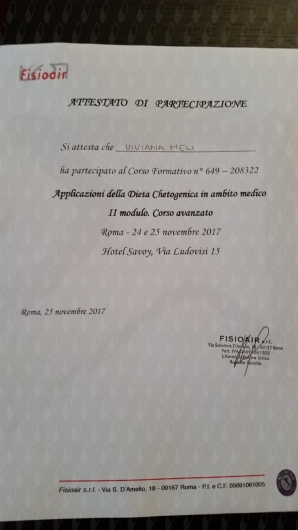 Fisioair
ATTESTATO DI PARTECIPAZIONE
Si attesta che VIVIANA MELI
ha partecipato al Corso Formativo n° 649 – 208322
Applicazioni della Dieta Chetogenica in ambito medico
II modulo. Corso avanzato
Roma - 24 e 25 novembre 2017
Hotel Savoy, Via Ludovisi 15
Roma, 25 novembre 2017
FISIOAIR s.r.l.
Fisioair s.r.l. - Via S. D'Amelio, 18 - 00167 Roma - P.I. e C.F. 05691061005